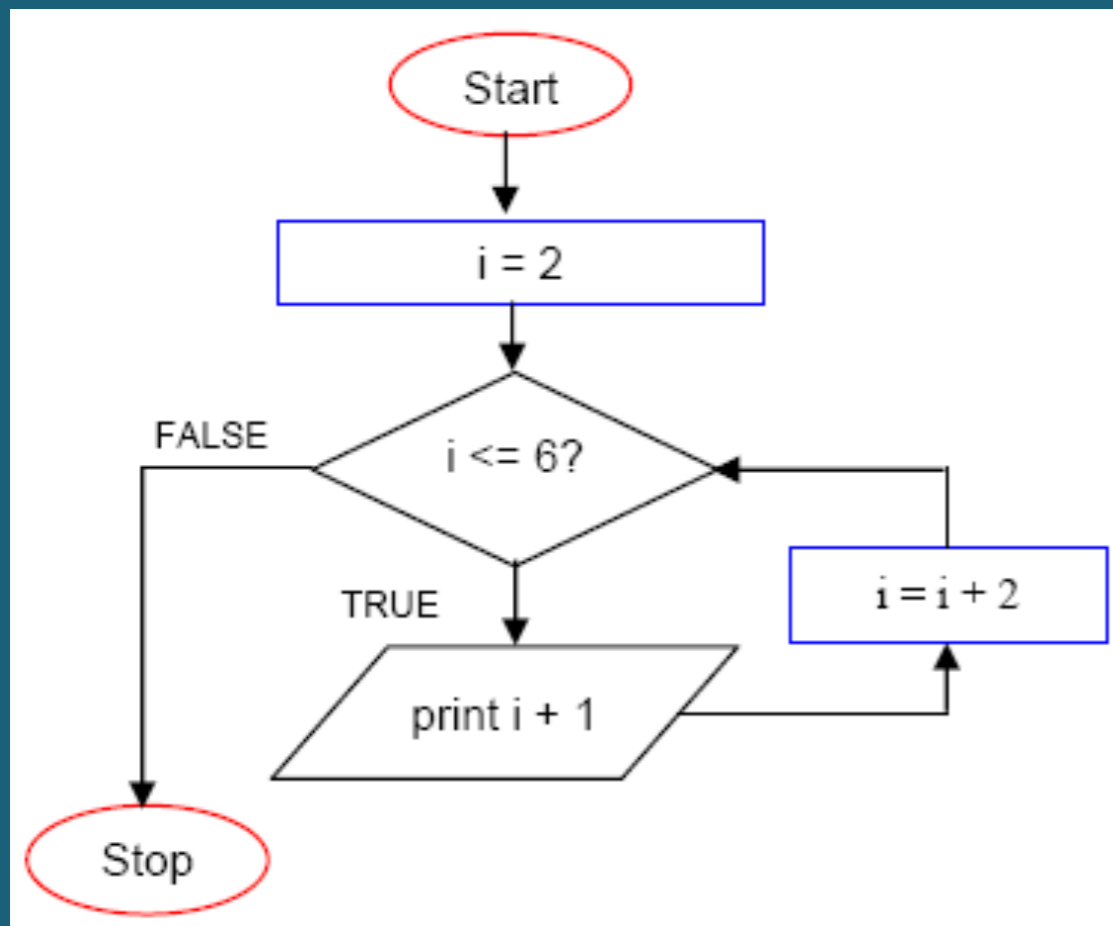 Start
i = 2
i <= 6?
FALSE
TRUE
i = i + 2
print i + 1
Stop